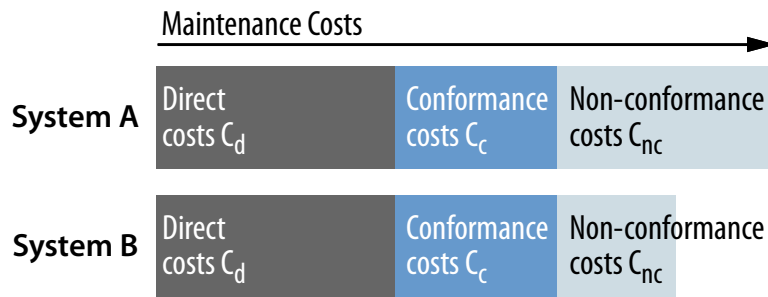 Maintenance Costs
System A
Direct
costs Cd
Conformance
costs Cc
Non-conformance
costs Cnc
System B
Direct
costs Cd
Conformance
costs Cc
Non-conformance
costs Cnc